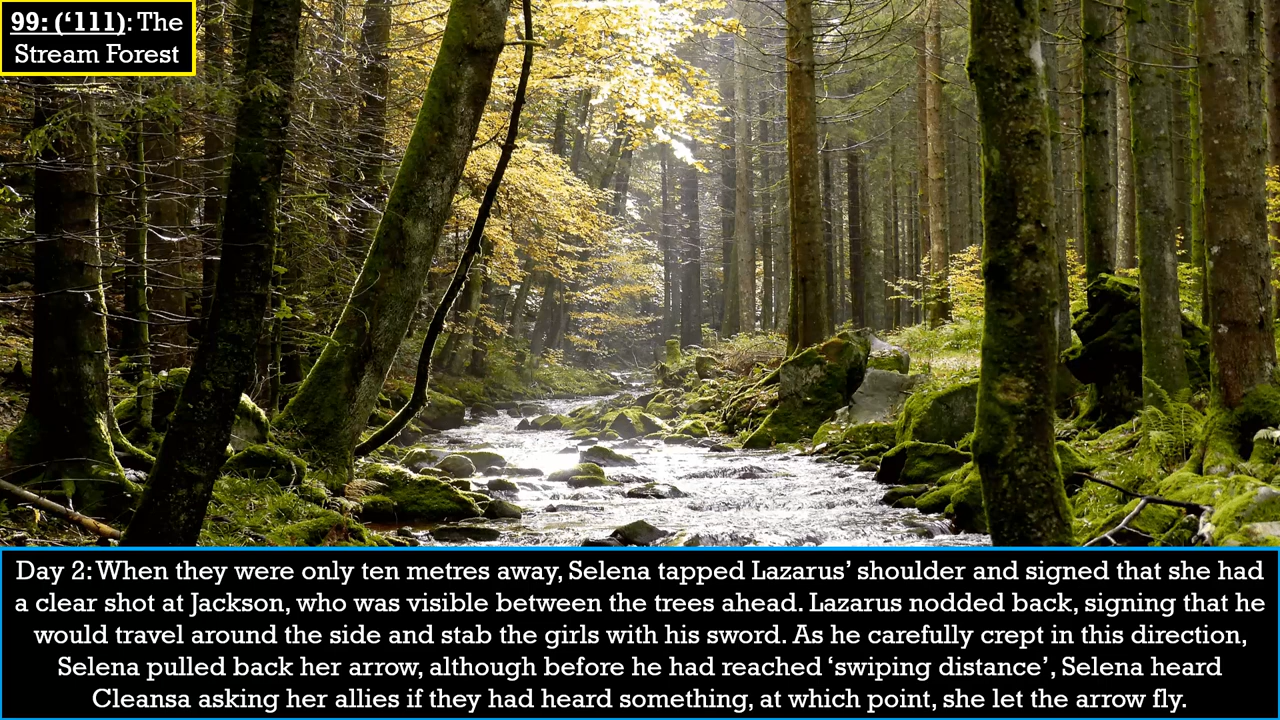 99: (‘111): The
Stream Forest
Day 2: When they were only ten metres away, Selena tapped Lazarus’ shoulder and signed that she had
a clear shot at Jackson, who was visible between the trees ahead. Lazarus nodded back, signing that he
would travel around the side and stab the girls with his sword. As he carefully crept in this direction,
Selena pulled back her arrow, although before he had reached ‘swiping distance’, Selena heard
Cleansa asking her allies if they had heard something, at which point, she let the arrow fly.